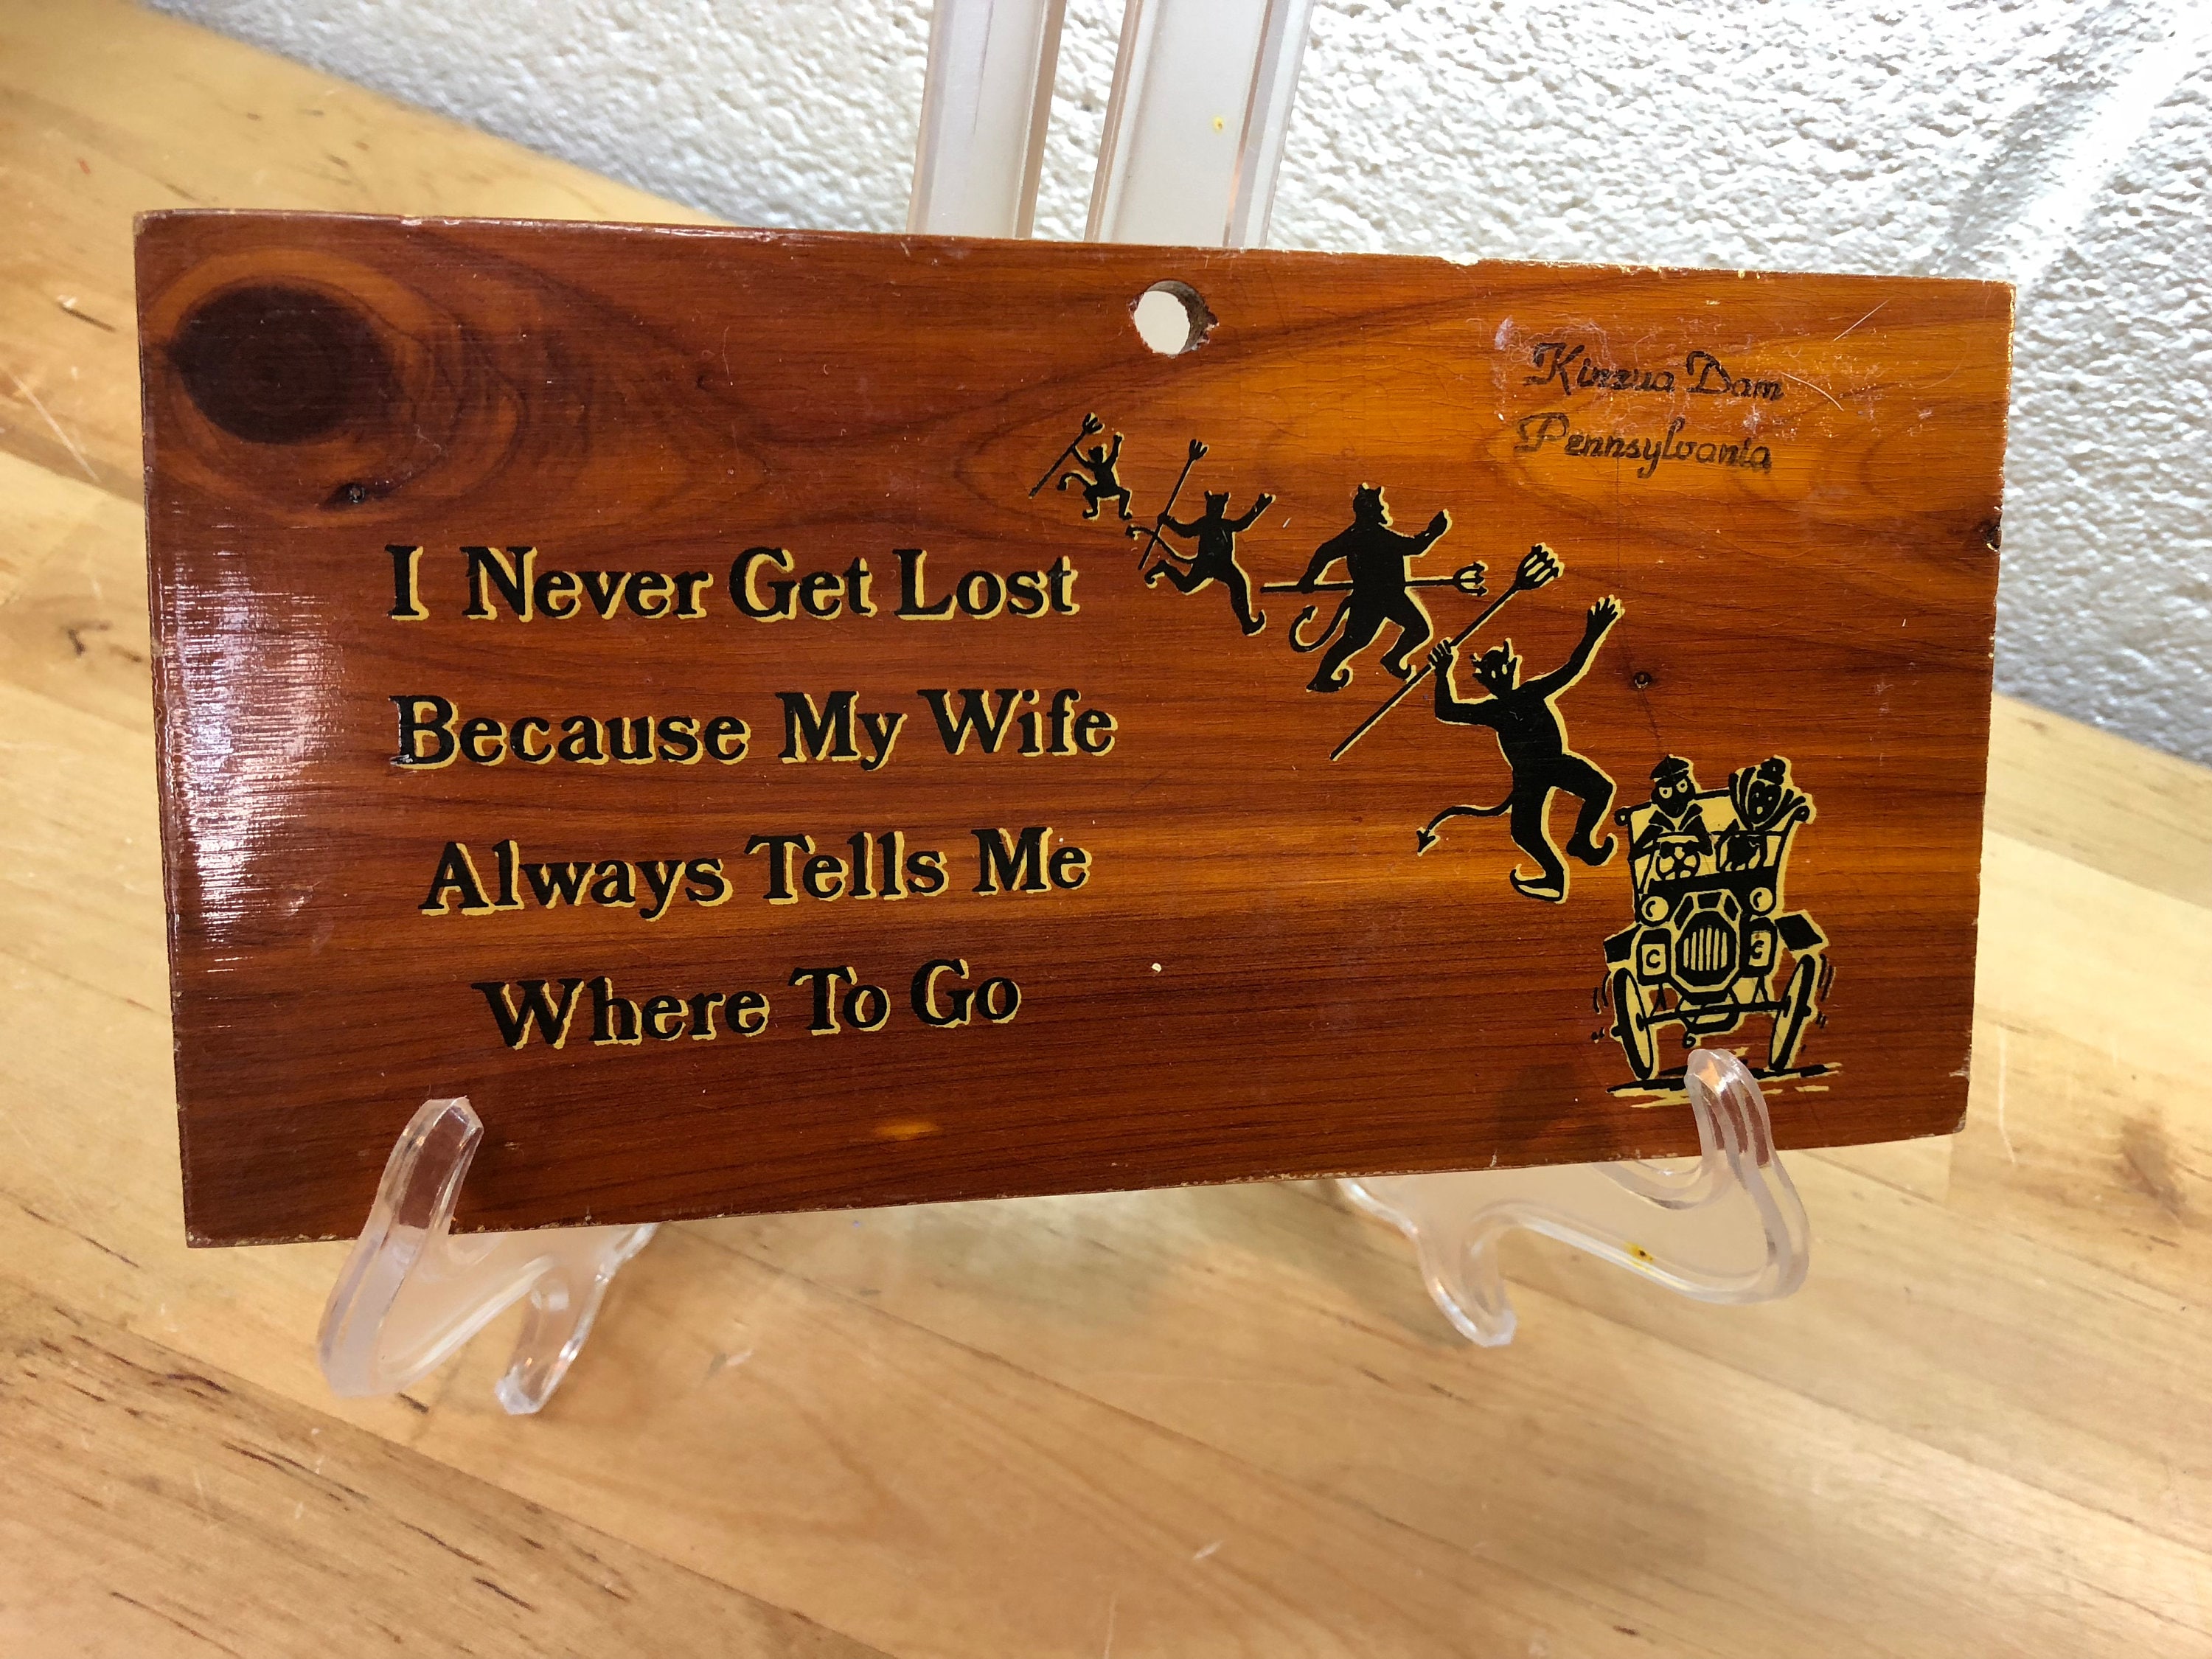 Kinzua Dam
Pennsylvania
I Never Get Lost
Because My Wife
Always Tells Me
Where To Go